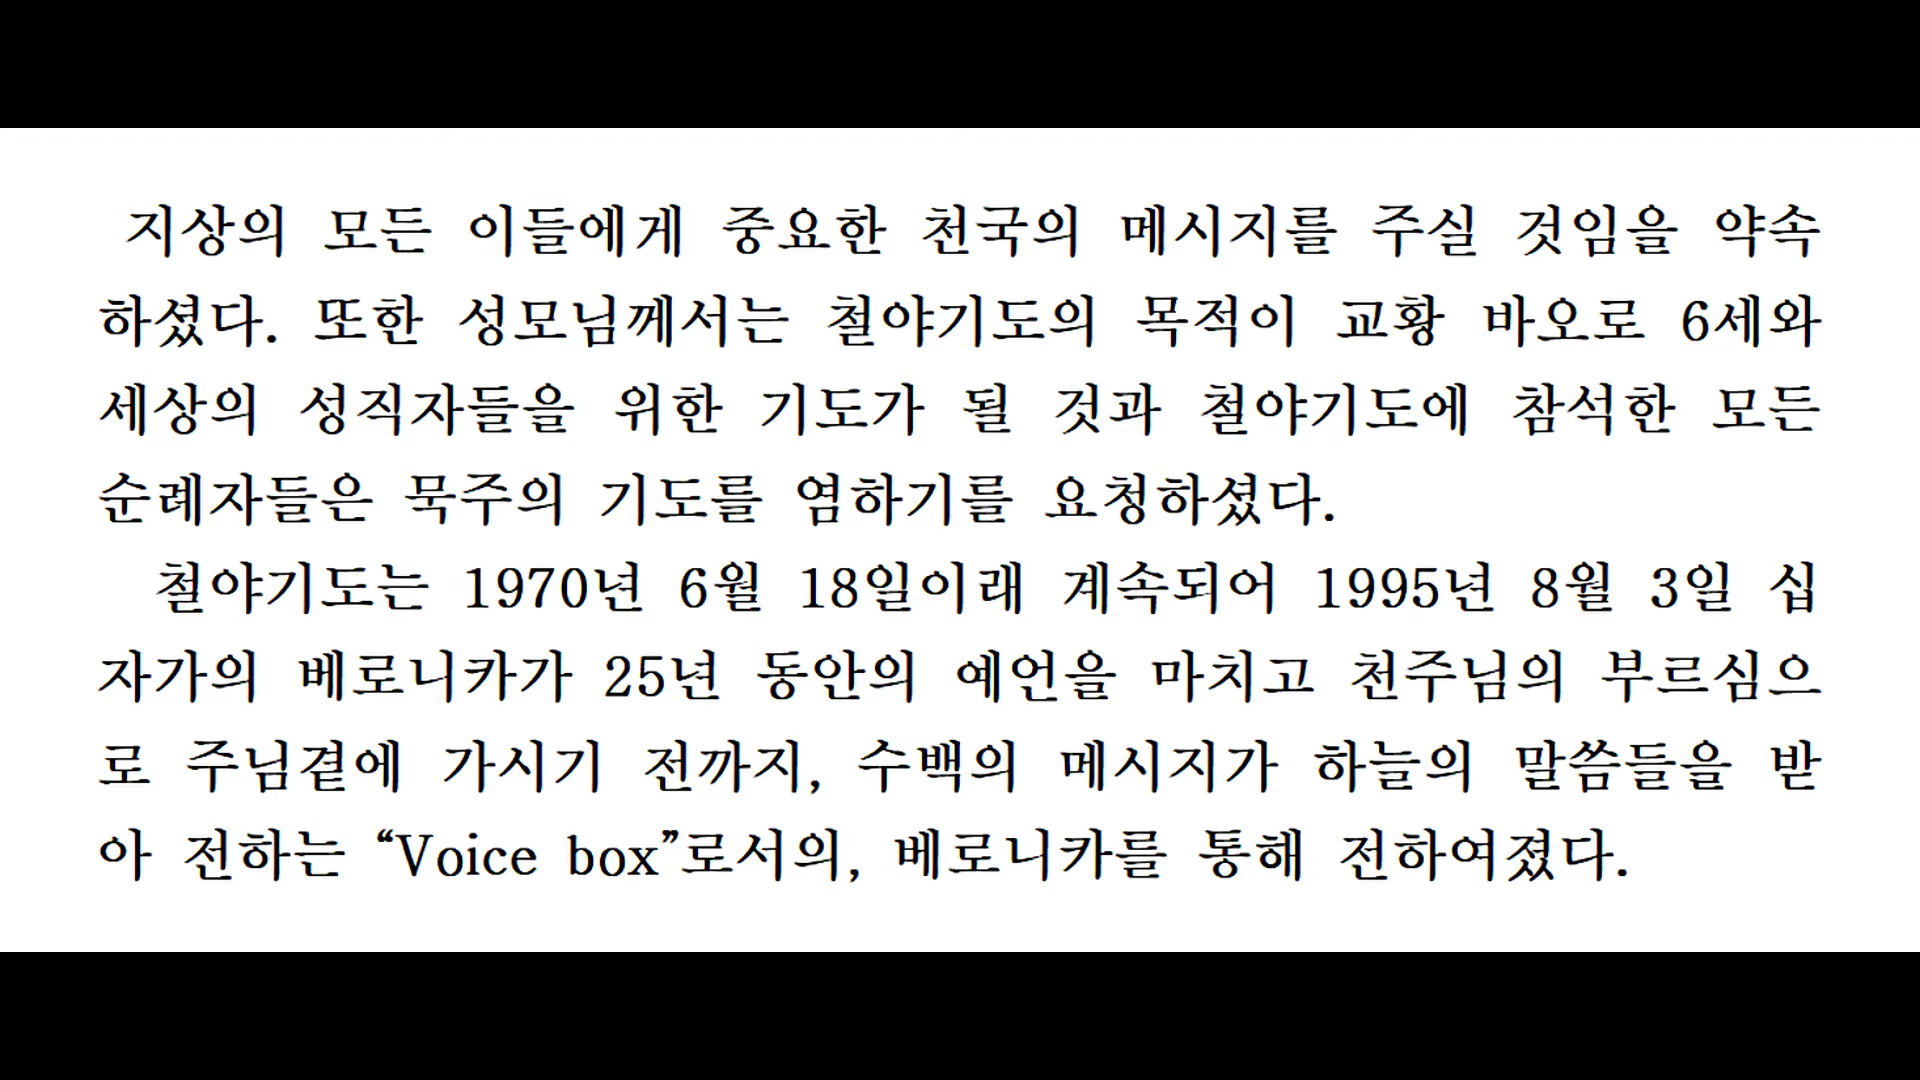 지상의 모든 이들에게 중요한 천국의 메시지를 주실 것임을 약속
하셨다. 또한 성모님께서는 철야기도의 목적이 교황 바오로 6세와
세상의 성직자들을 위한 기도가 될 것과 철야기도에 참석한 모든
순례자들은 묵주의 기도를 염하기를 요청하셨다.
철야기도는 1970년 6월 18일이래 계속되어 1995년 8월 3일 십
자가의 베로니카가 25년 동안의 예언을 마치고 천주님의 부르심으
로 주님곁에 가시기 전까지, 수백의 메시지가 하늘의 말씀들을 받
아 전하는 “Voice box”로서의, 베로니카를 통해 전하여졌다.